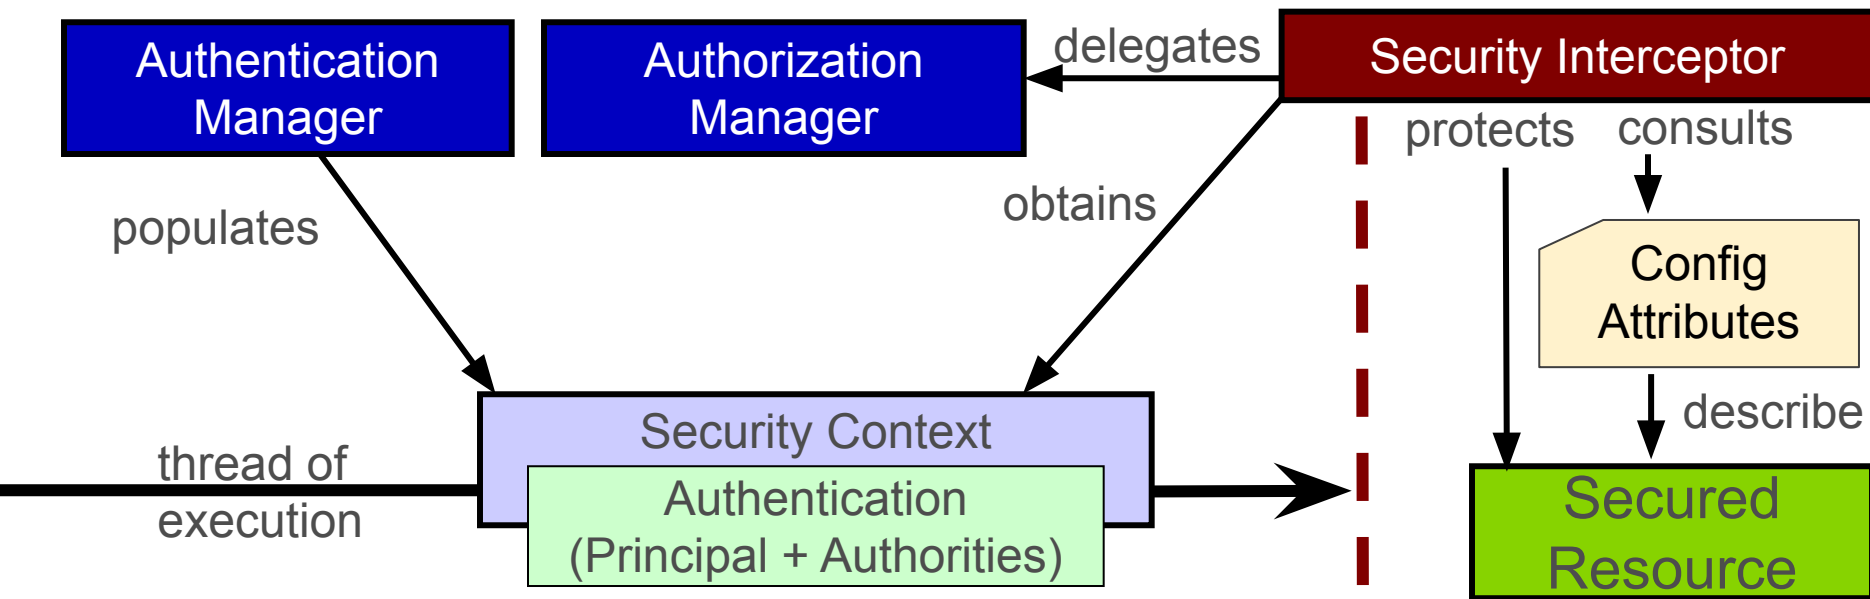 Authentication
Manager
Authorization
Manager
delegates
Security Interceptor
protects
consults
populates
obtains
Config
Attributes
describe
thread of
execution
Security Context
Authentication
(Principal + Authorities)
Secured
Resource